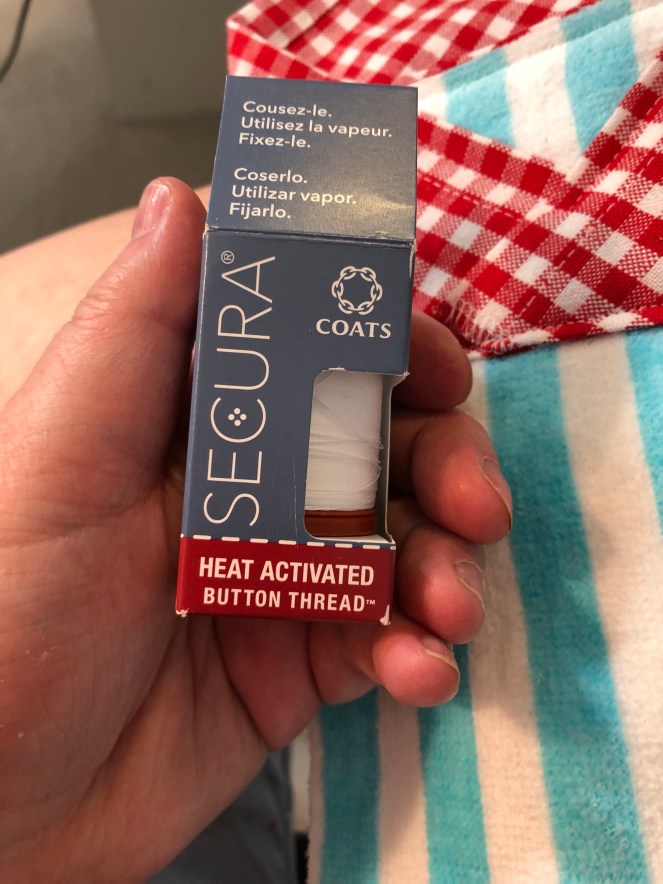 Cousez-le.
Utilisez la vapeur.
Fixez-le.
Coserlo.
Utilizar vapor.
Fijarlo.
SECURA®
COATS
HEAT ACTIVATED
BUTTON THREAD™